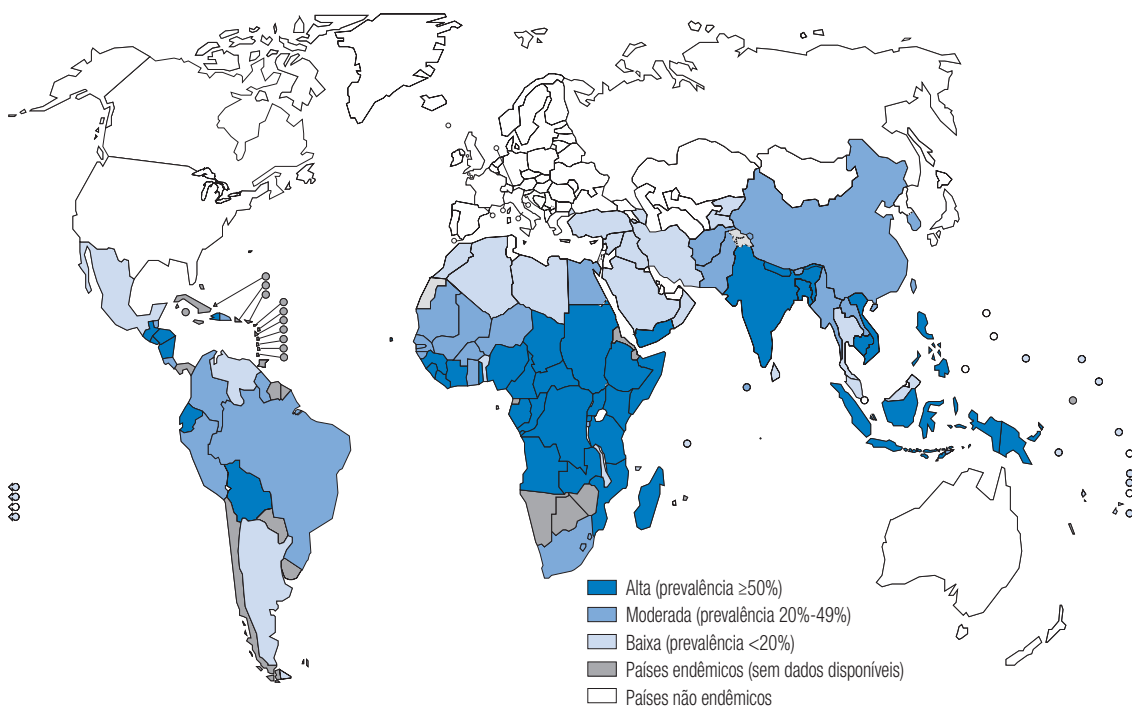 Alta (prevalência ≥50%)
Moderada (prevalência 20%-49%)
Baixa (prevalência <20%)
Países endêmicos (sem dados disponíveis)
Países não endêmicos